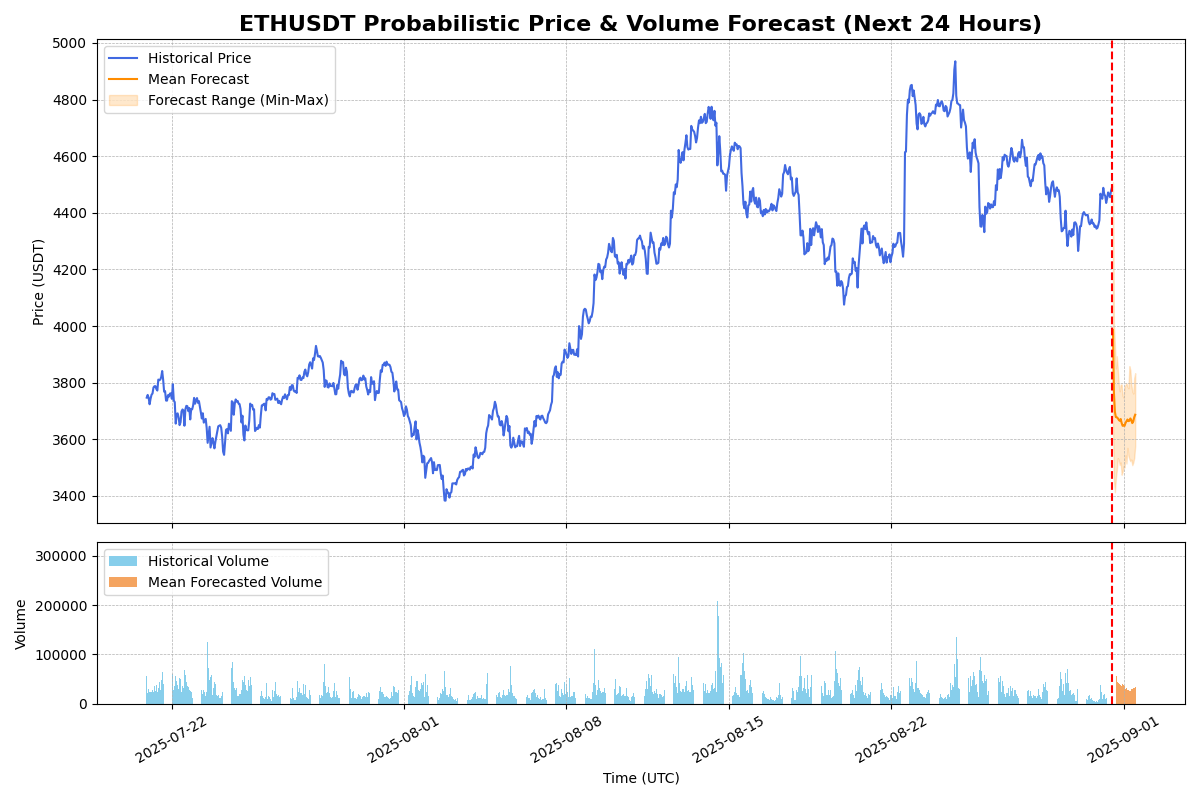 ETHUSDT Probabilistic Price & Volume Forecast (Next 24 Hours)
5000
4800
4600
4400
4200
4000
3800
3600
3400
Price (USDT)
Historical Price
Mean Forecast
Forecast Range (Min-Max)
300000
200000
100000
0
Volume
Historical Volume
Mean Forecasted Volume
2025-07-22
2025-08-01
2025-08-08
2025-08-15
2025-08-22
2025-09-01
Time (UTC)